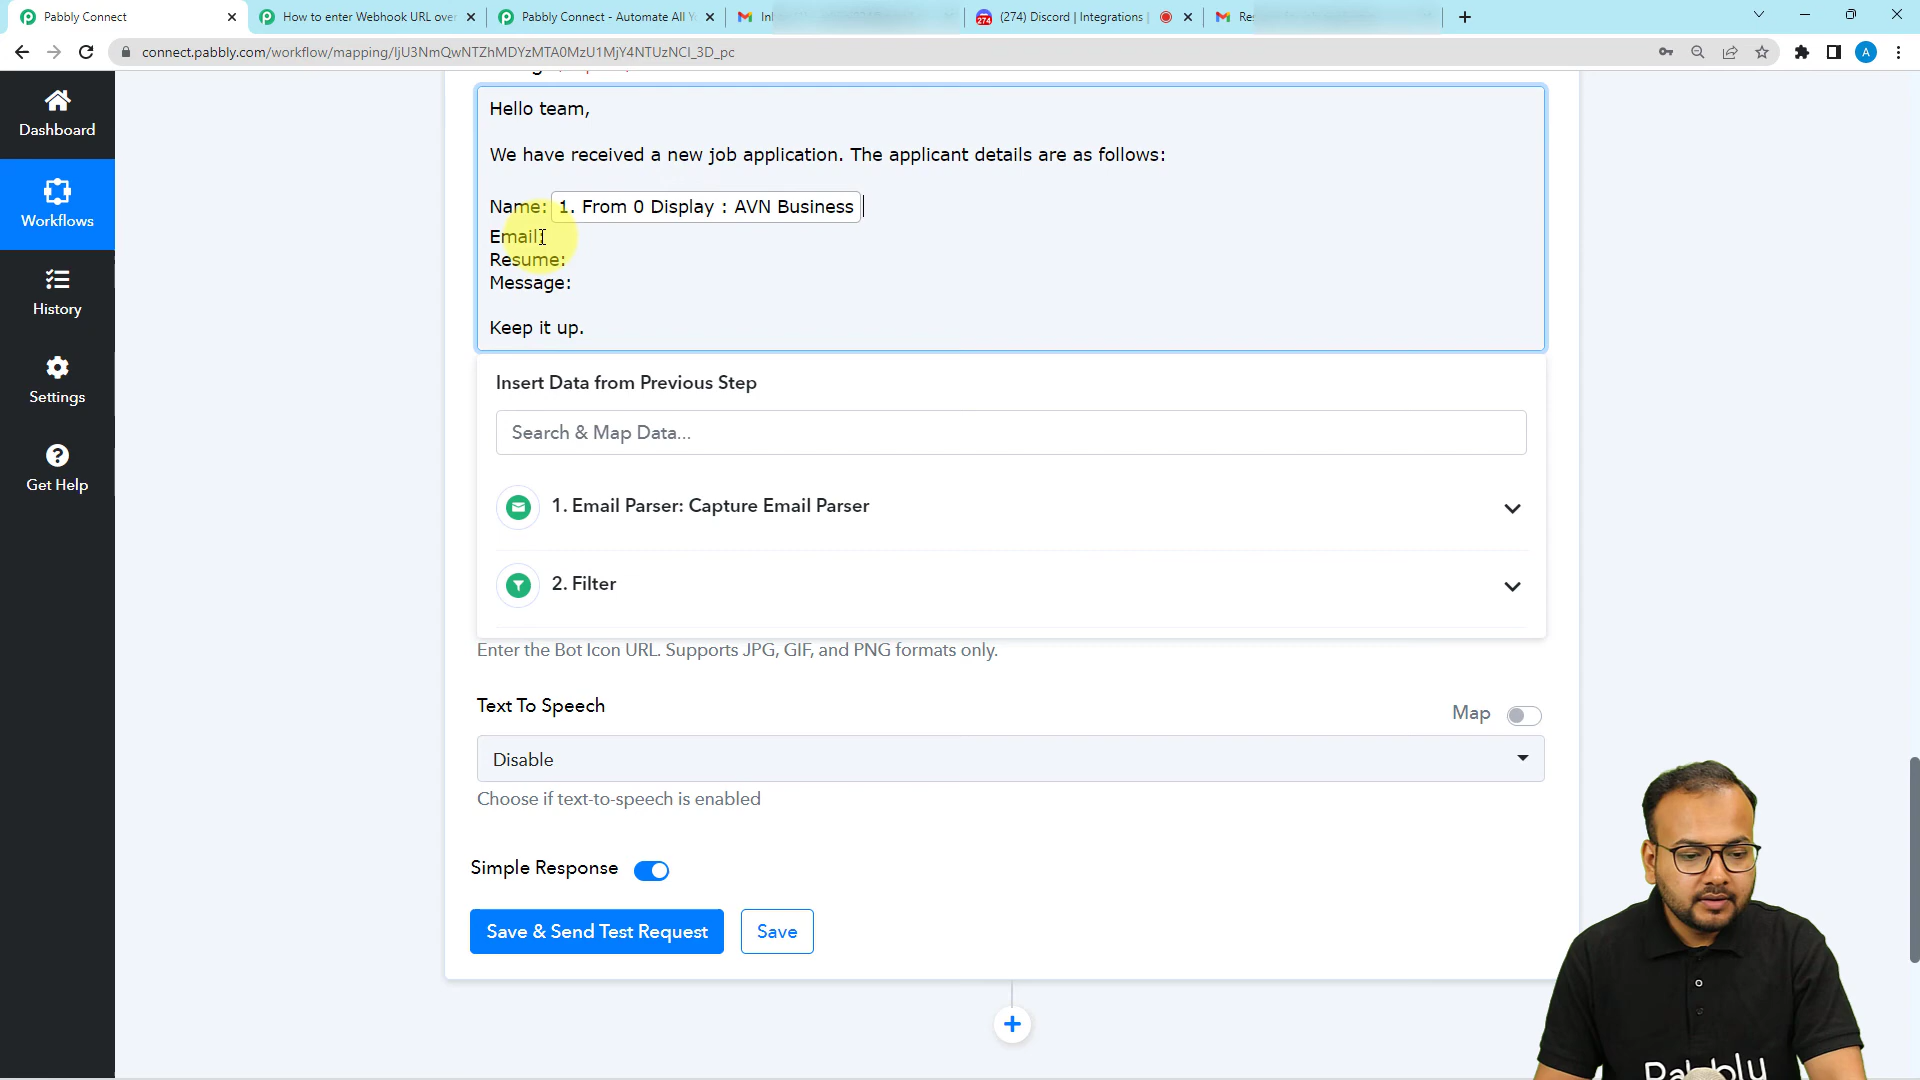 Pabbly Connect
How to enter Webhook URL over
Pabbly Connect - Automate All Y
(274) Discord | Integrations |
connect.pabbly.com/workflow/mapping/IjU3NmQwNTZhMDYzMTA0MzU1MjY4NTUzNCI_3D_pc
A
Dashboard
Workflows
History
Settings
Get Help
Hello team,
We have received a new job application. The applicant details are as follows:
Name: 1. From 0 Display : AVN Business
Email:
Resume:
Message:
Keep it up.
Insert Data from Previous Step
Search & Map Data...
1. Email Parser: Capture Email Parser
2. Filter
Enter the Bot Icon URL. Supports JPG, GIF, and PNG formats only.
Text To Speech
Map
Disable
Choose if text-to-speech is enabled
Simple Response
Save & Send Test Request
Save
Pabbly